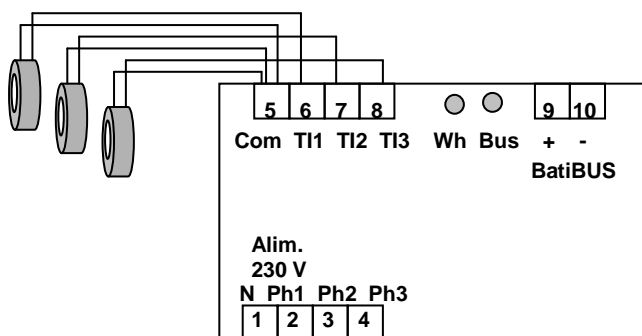 5 6 7 8 9 10
Com TI1 TI2 TI3 Wh Bus + -
BatiBUS
Alim.
230 V
N Ph1 Ph2 Ph3
1 2 3 4